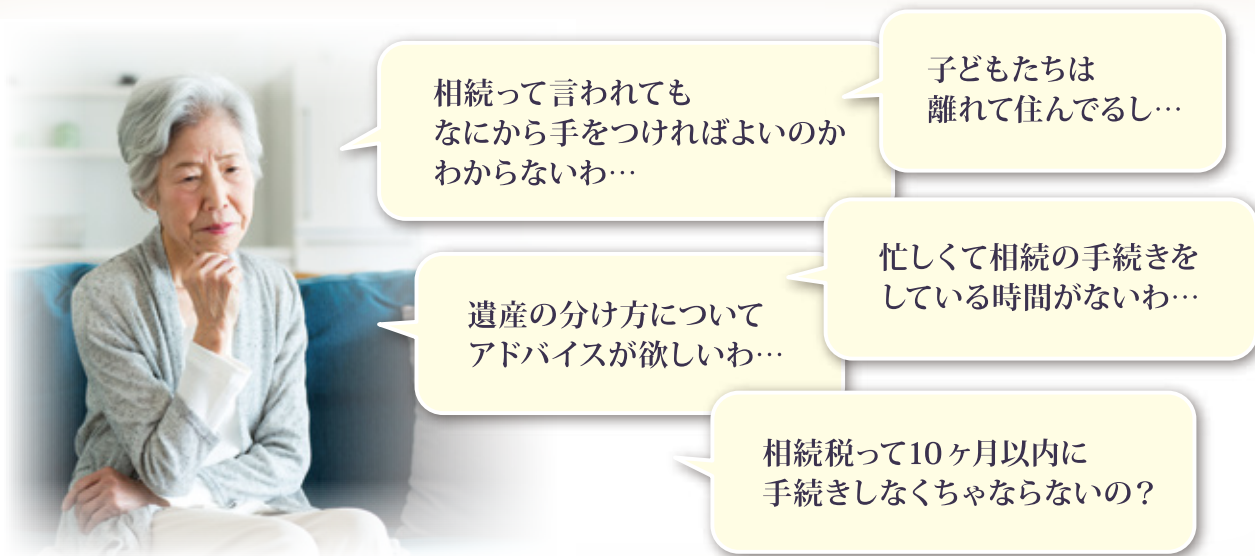 相続って言われても
なにから手をつければよいのか
わからないわ…
子どもたちは
離れて住んでるし…
遺産の分け方について
アドバイスが欲しいわ…
忙しくて相続の手続きを
している時間がないわ…
相続税って10ヶ月以内に
手続きしなくちゃならないの？